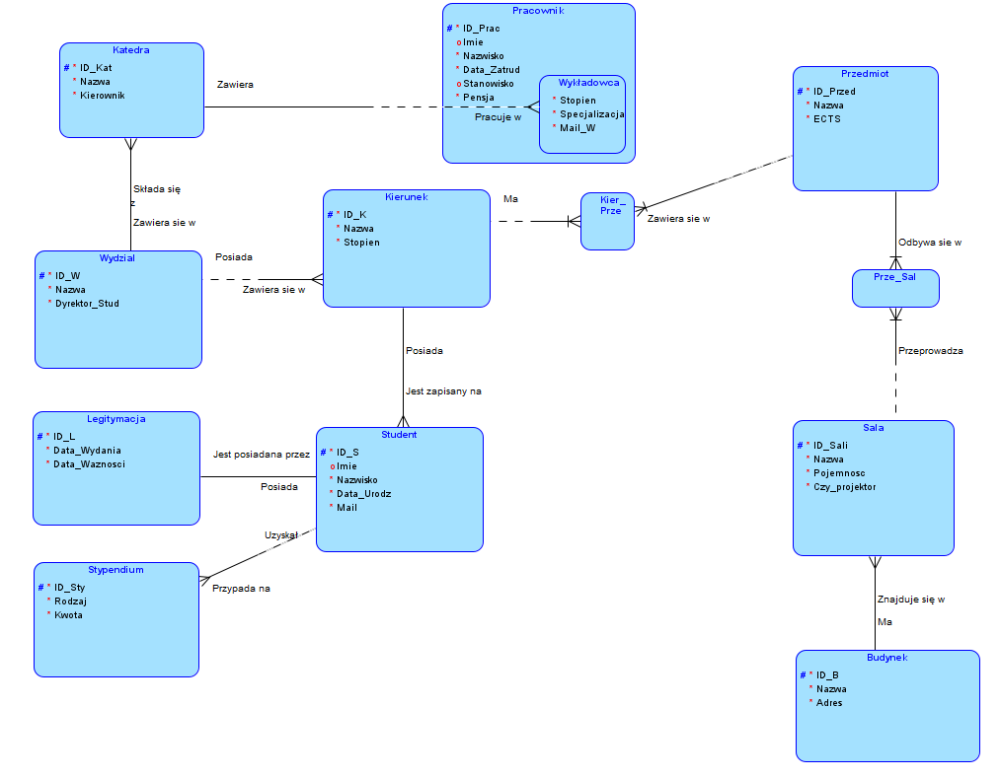 Pracownik
# * ID_Prac
o Imie
* Nazwisko
* Data_Zatrud
o Stanowisko
* Pensja
Wykładowca
* Stopien
* Specjalizacja
* Mail_W
Katedra
# * ID_Kat
* Nazwa
* Kierownik
Zawiera
Pracuje w
Przedmiot
# * ID_Przed
* Nazwa
* ECTS
Składa się
z
Zawiera sie w
Kierunek
# * ID_K
* Nazwa
* Stopien
Ma
Kier_
Prze
Zawiera sie w
Wydzial
# * ID_W
* Nazwa
* Dyrektor_Stud
Posiada
Zawiera sie w
Odbywa sie w
Prze_Sal
Przeprowadza
Posiada
Jest zapisany na
Legitymacja
# * ID_L
* Data_Wydania
* Data_Waznosci
Jest posiadana przez
Posiada
Student
# * ID_S
o Imie
* Nazwisko
* Data_Urodz
* Mail
Sala
# * ID_Sali
* Nazwa
* Pojemnosc
* Czy_projektor
Uzyskał
Przypada na
Stypendium
# * ID_Sty
* Rodzaj
* Kwota
Znajduje się w
Ma
Budynek
# * ID_B
* Nazwa
* Adres